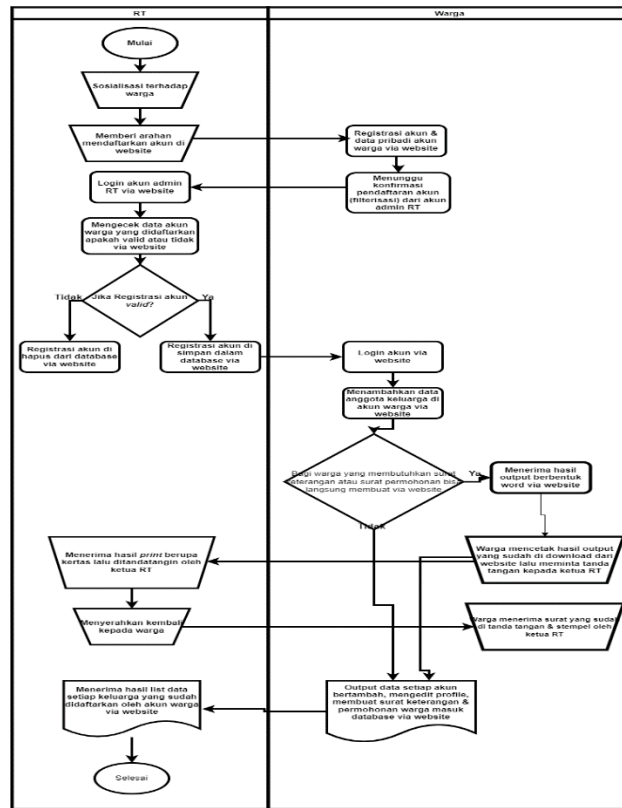 RT
Warga
Mulai
Sosialisasi terhadap
warga
Memberi arahan
mendaftarkan akun di
website
Registrasi akun &
data pribadi akun
warga via website
Menunggu
konfirmasi
pendaftaran akun
(filterisasi) dari akun
admin RT
Login akun admin
RT via website
Mengecek data akun
warga yang didaftarkan
apakah valid atau tidak
via website
Tidak
Jika Registrasi akun
valid?
Ya
Registrasi akun di
hapus dari database
via website
Registrasi akun di
simpan dalam
database via
website
Login akun via
website
Menambahkan data
anggota keluarga di
akun warga via
website
Bagi warga yang membutuhkan surat
keterangan atau surat permohonan bisa
langsung membuat via website
Ya
Tidak
Menerima hasil
output berbentuk
word via website
Warga mencetak hasil output
yang sudah di download dari
website lalu meminta tanda
tangan kepada ketua RT
Menerima hasil print berupa
kertas lalu ditandatangin oleh
ketua RT
Menyerahkan kembali
kepada warga
Warga menerima surat yang sudah
di tanda tangan & stempel oleh
ketua RT
Output data setiap akun
bertambah, mengedit profile,
membuat surat keterangan &
permohonan warga masuk
database via website
Menerima hasil list data
setiap keluarga yang sudah
didaftarkan oleh akun warga
via website
Selesai